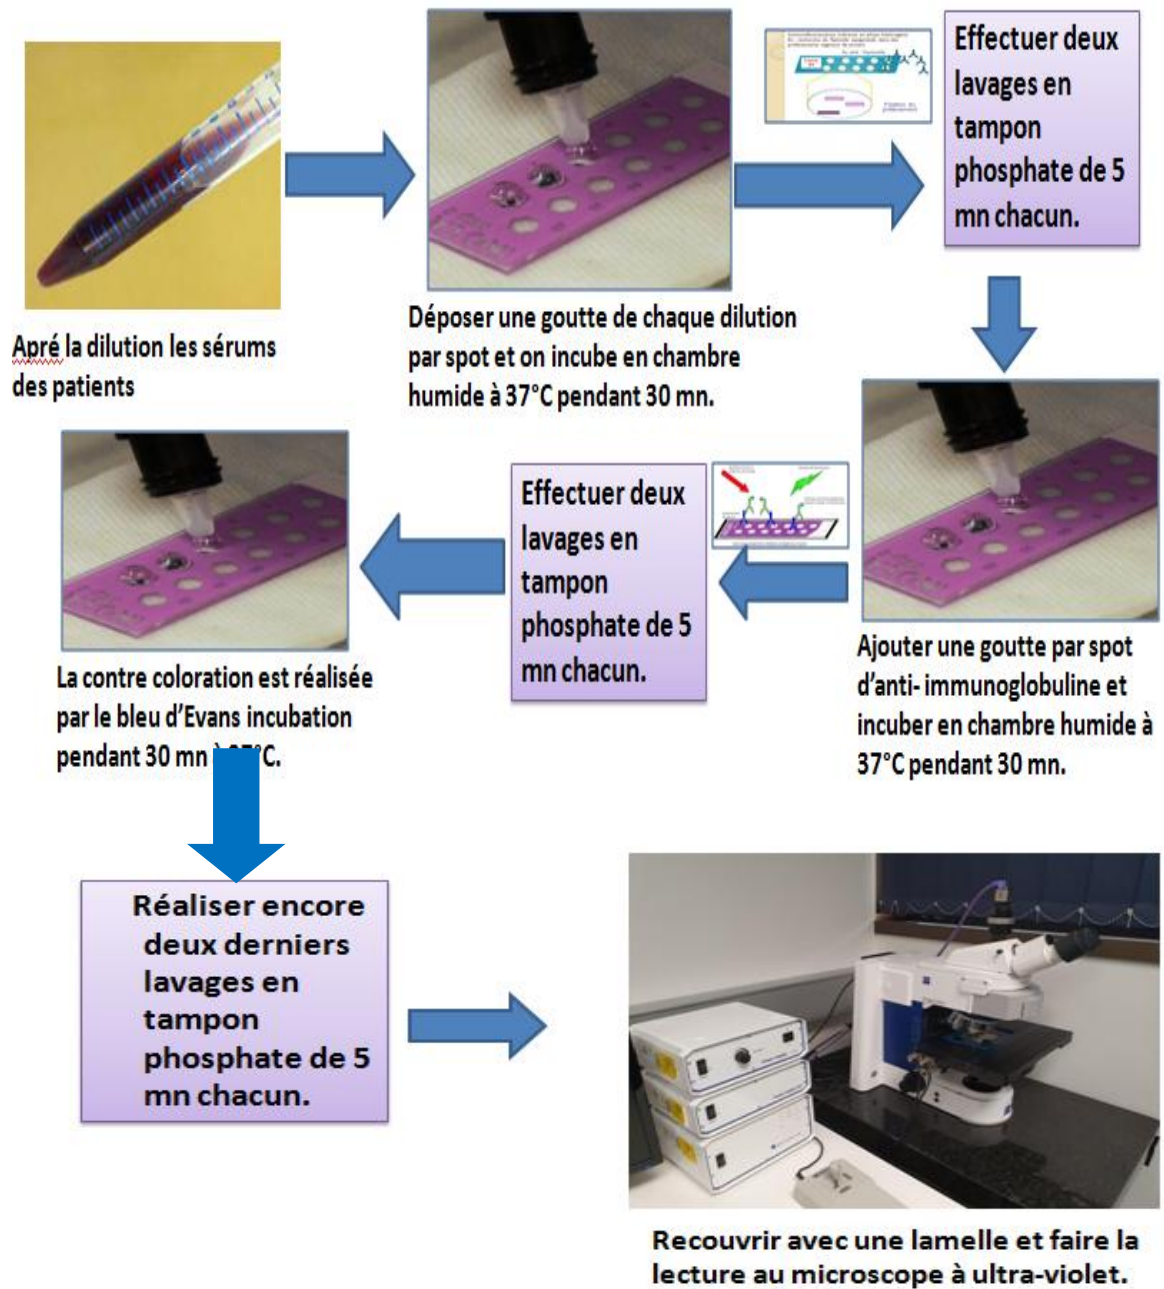 Apré la dilution les sérums
des patients
Déposer une goutte de chaque dilution
par spot et on incube en chambre
humide à 37°C pendant 30 mn.
Effectuer deux
lavages en
tampon
phosphate de 5
mn chacun.
Ajouter une goutte par spot
d'anti- immunoglobuline et
incuber en chambre humide à
37°C pendant 30 mn.
Effectuer deux
lavages en
tampon
phosphate de 5
mn chacun.
La contre coloration est réalisée
par le bleu d'Evans incubation
pendant 30 mn C.
Réaliser encore
deux derniers
lavages en
tampon
phosphate de 5
mn chacun.
Recouvrir avec une lamelle et faire la
lecture au microscope à ultra-violet.